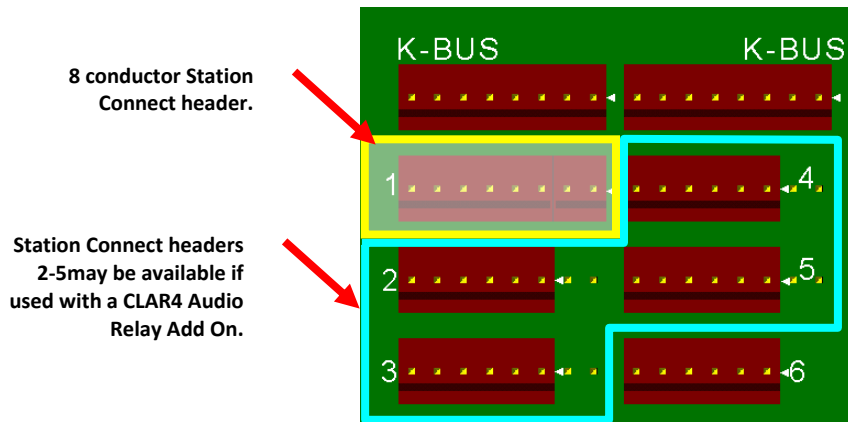 K-BUS K-BUS
8 conductor Station
Connect header.
1
4
Station Connect headers
2-5may be available if
used with a CLAR4 Audio
Relay Add On.
2
5
3
6